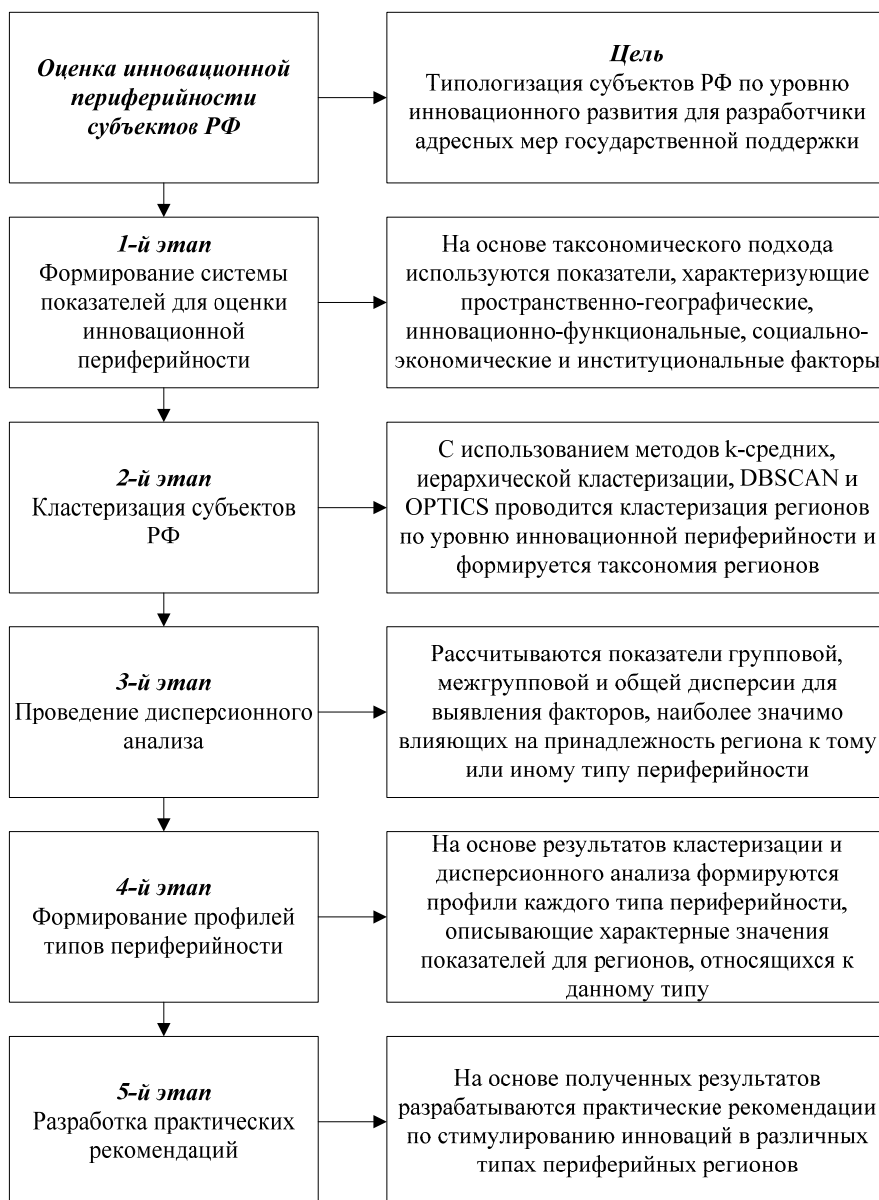 Оценка инновационной
периферийности
субъектов РФ
Цель
Типологизация субъектов РФ по уровню
инновационного развития для разработчики
адресных мер государственной поддержки
1-й этап
Формирование системы
показателей для оценки
инновационной
периферийности
На основе таксономического подхода
используются показатели, характеризующие
пространственно-географические,
инновационно-функциональные, социально-
экономические и институциональные факторы
2-й этап
Кластеризация субъектов
РФ
С использованием методов k-средних,
иерархической кластеризации, DBSCAN и
OPTICS проводится кластеризация регионов
по уровню инновационной периферийности и
формируется таксономия регионов
3-й этап
Проведение дисперсионного
анализа
Рассчитываются показатели групповой,
межгрупповой и общей дисперсии для
выявления факторов, наиболее значимо
влияющих на принадлежность региона к тому
или иному типу периферийности
4-й этап
Формирование профилей
типов периферийности
На основе результатов кластеризации и
дисперсионного анализа формируются
профили каждого типа периферийности,
описывающие характерные значения
показателей для регионов, относящихся к
данному типу
5-й этап
Разработка практических
рекомендаций
На основе полученных результатов
разрабатываются практические рекомендации
по стимулированию инноваций в различных
типах периферийных регионов